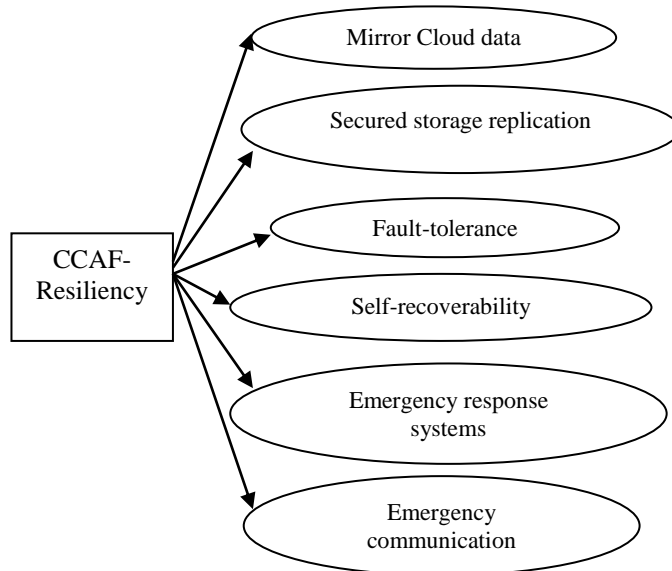 Mirror Cloud data
Secured storage replication
Fault-tolerance
CCAF-
Resiliency
Self-recoverability
Emergency response
systems
Emergency
communication